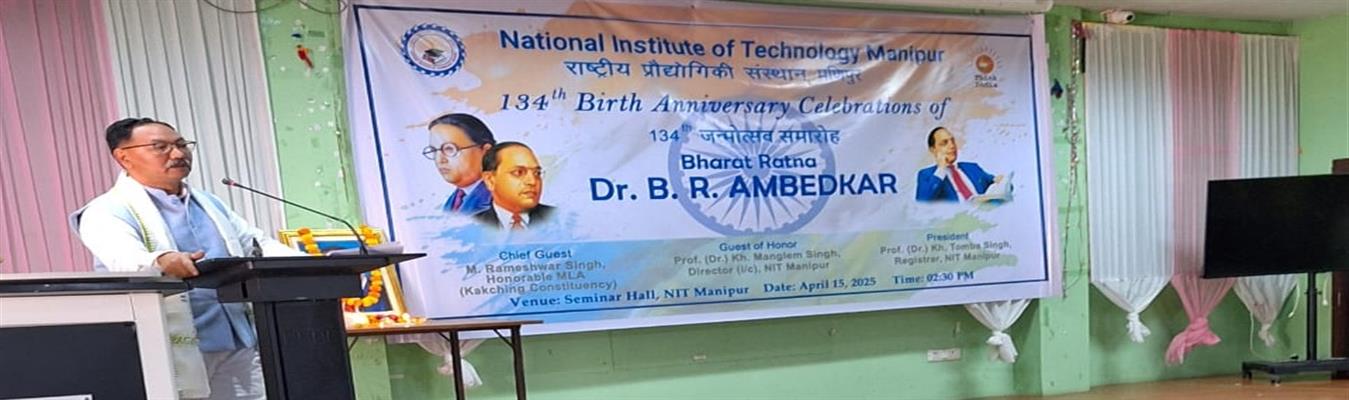 National Institute of Technology Manipur
राष्ट्रीय प्रौद्योगिकी संस्थान, मणिपुर
Think
India
134th Birth Anniversary Celebrations of
134th जन्मोत्सव समारोह
Bharat Ratna
Dr. B. R. AMBEDKAR
Chief Guest
M. Rameshwar Singh,
Honorable MLA
(Kakching Constituency)
Guest of Honor
Prof. (Dr.) Kh. Manglem Singh,
Director (I/c), NIT Manipur
President
Prof. (Dr.) Kh. Tomba Singh,
Registrar, NIT Manipur
Venue: Seminar Hall, NIT Manipur Date: April 15, 2025 Time: 02:30 PM